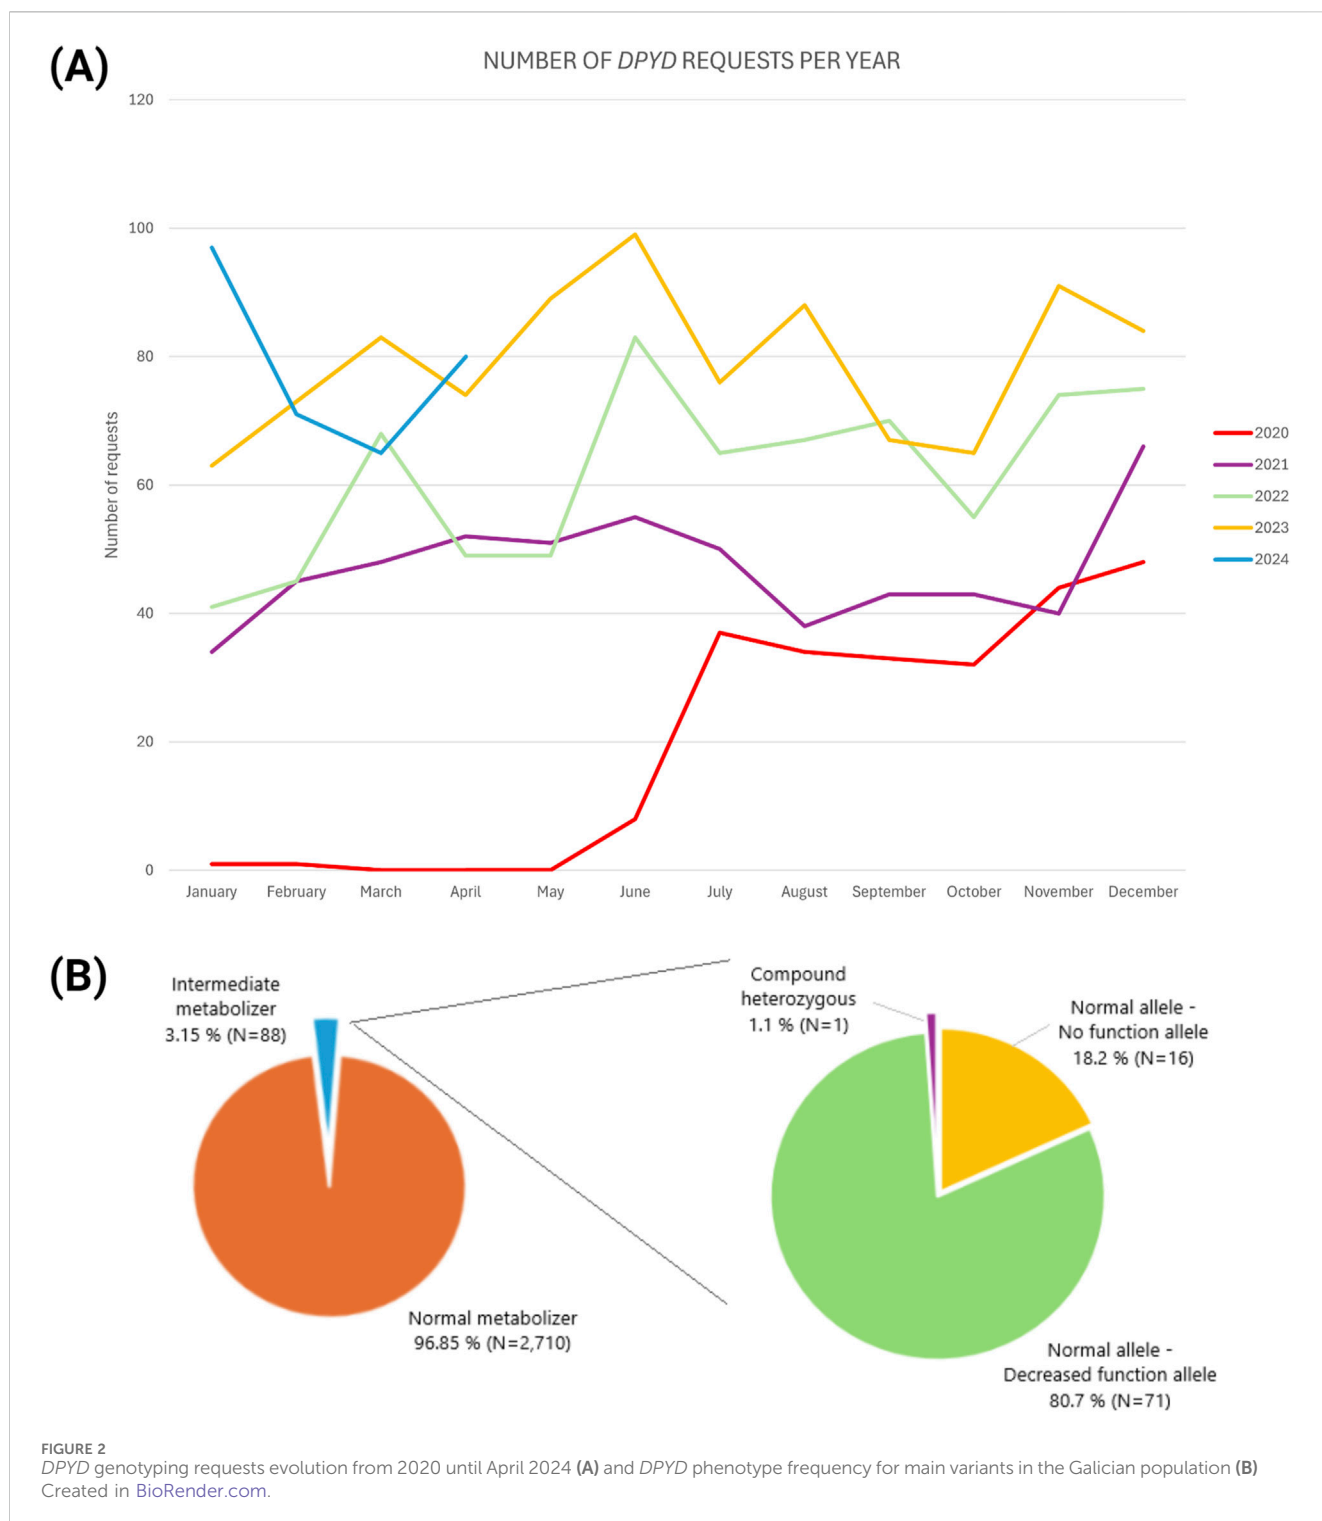 (A)
NUMBER OF DPYD REQUESTS PER YEAR
120
100
80
60
40
20
0
Number of requests
January February March April May June July August September October November December
2020
2021
2022
2023
2024
(B)
Intermediate
metabolizer
3.15 % (N=88)
Normal metabolizer
96.85 % (N=2,710)
Compound
heterozygous
1.1 % (N=1)
Normal allele -
No function allele
18.2 % (N=16)
Normal allele -
Decreased function allele
80.7 % (N=71)
FIGURE 2
DPYD genotyping requests evolution from 2020 until April 2024 (A) and DPYD phenotype frequency for main variants in the Galician population (B)
Created in BioRender.com.